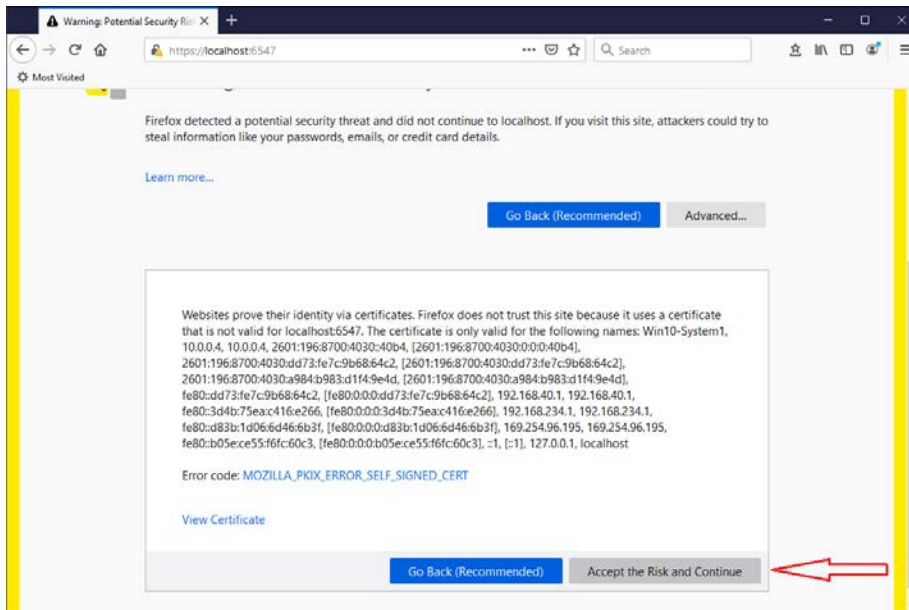 Warning: Potential Security Ris
https://localhost:6547
Search
Most Visited
Firefox detected a potential security threat and did not continue to localhost. If you visit this site, attackers could try to
steal information like your passwords, emails, or credit card details.
Learn more...
Go Back (Recommended)
Advanced...
Websites prove their identity via certificates. Firefox does not trust this site because it uses a certificate
that is not valid for localhost:6547. The certificate is only valid for the following names: Win10-System1,
10.0.0.4, 10.0.0.4, 2601:196:8700:4030::40b4, [2601:196:8700:4030:0:0:0:40b4],
2601:196:8700:4030:dd73:fe7c:9b68:64c2, [2601:196:8700:4030:dd73:fe7c:9b68:64c2],
2601:196:8700:4030:a984:b983:d1f4:9e4d, [2601:196:8700:4030:a984:b983:d1f4:9e4d],
fe80::dd73:fe7c:9b68:64c2, [fe80:0:0:0:dd73:fe7c:9b68:64c2], 192.168.40.1, 192.168.40.1,
fe80::3d4b:75ea:c416:e266, [fe80:0:0:0:3d4b:75ea:c416:e266], 192.168.234.1, 192.168.234.1,
fe80::d83b:1d06:6d46:6b3f, [fe80:0:0:0:d83b:1d06:6d46:6b3f], 169.254.96.195, 169.254.96.195,
fe80::b05e:ce55:f6fc:60c3, [fe80:0:0:0:b05e:ce55:f6fc:60c3], ::1, [::1], 127.0.0.1, localhost
Error code: MOZILLA_PKIX_ERROR_SELF_SIGNED_CERT
View Certificate
Go Back (Recommended)
Accept the Risk and Continue